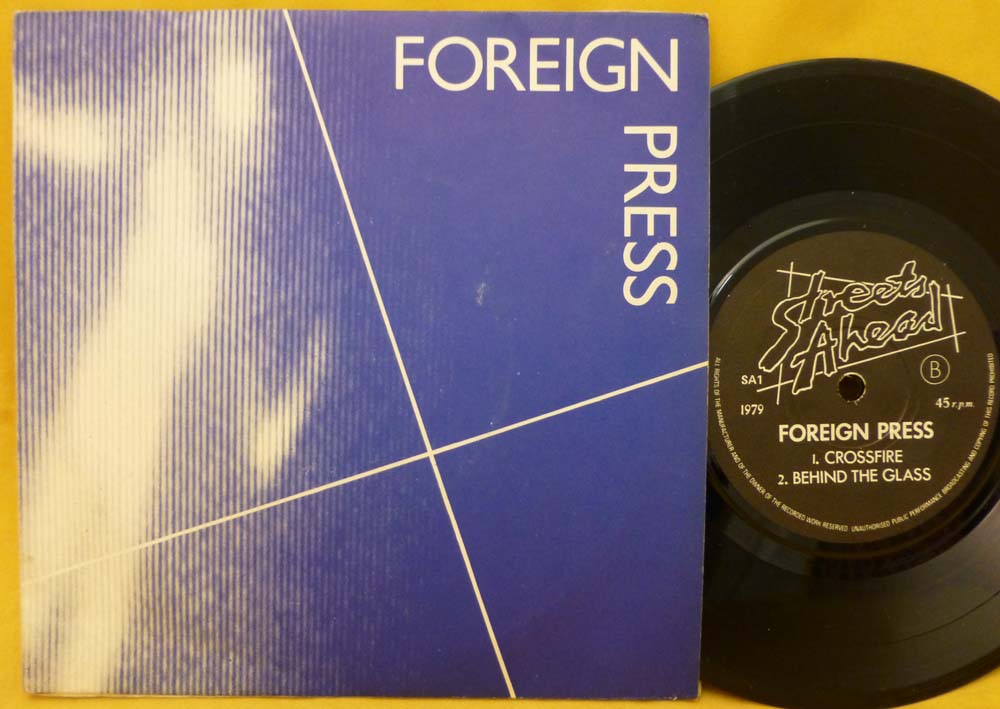 FOREIGN
PRESS
Streets
Ahead
SA1
B
1979
45 r.p.m.
FOREIGN PRESS
1. CROSSFIRE
2. BEHIND THE GLASS
ALL RIGHTS OF THE MANUFACTURER AND OF THE OWNER OF THE RECORDED WORK RESERVED UNAUTHORISED PUBLIC PERFORMANCE BROADCASTING AND COPYING OF THIS RECORD PROHIBITED